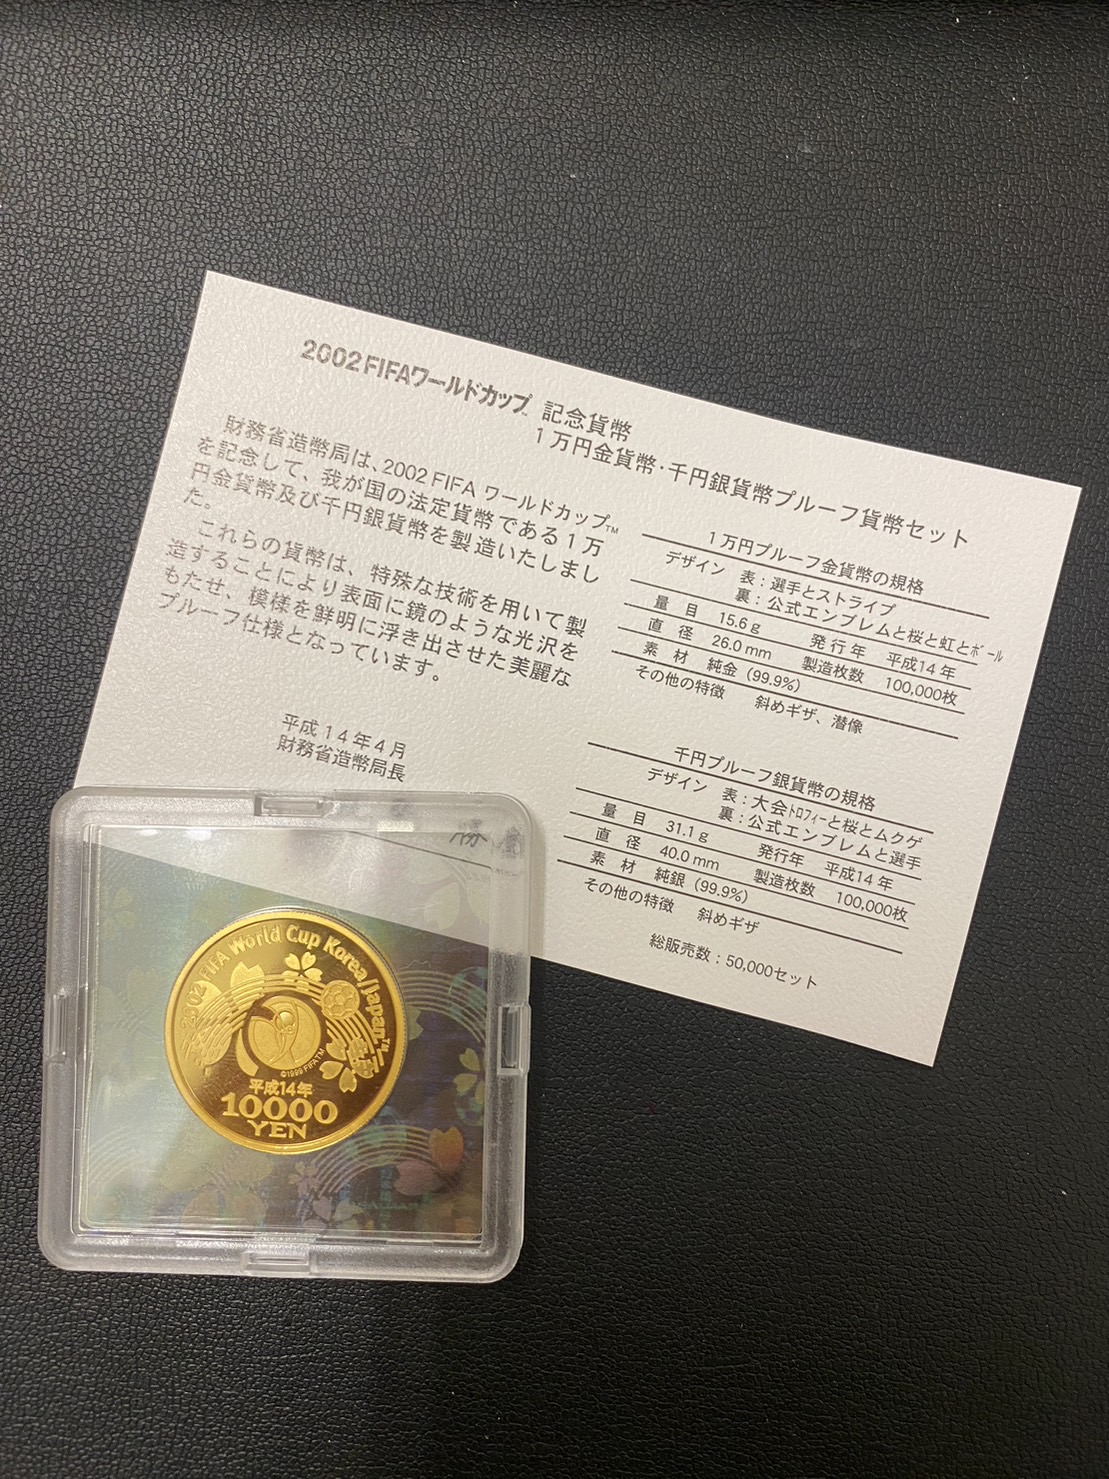 2002 FIFAワールドカップ™ 記念貨幣
1万円金貨幣・千円銀貨幣プルーフ貨幣セット
財務省造幣局は、2002 FIFA ワールドカップ™
を記念して、我が国の法定貨幣である1万
円金貨幣及び千円銀貨幣を製造いたしまし
た。
これらの貨幣は、特殊な技術を用いて製
造することにより表面に鏡のような光沢を
もたせ、模様を鮮明に浮き出させた美麗な
プルーフ仕様となっています。
平成14年4月
財務省造幣局長
1万円プルーフ金貨幣の規格
デザイン 表：選手とストライプ
裏：公式エンブレムと桜と虹とボール
量目 15.6g 発行年 平成14年
直径 26.0mm 製造枚数 100,000枚
素材 純金（99.9%）
その他の特徴 斜めギザ、潜像
千円プルーフ銀貨幣の規格
デザイン 表：大会トロフィーと桜とムクゲ
裏：公式エンブレムと選手
量目 31.1g 発行年 平成14年
直径 40.0mm 製造枚数 100,000枚
素材 純銀（99.9%）
その他の特徴 斜めギザ
総販売数：50,000セット
2002 FIFA World Cup Korea/Japan™
©1999 FIFA™
平成14年
10000
YEN